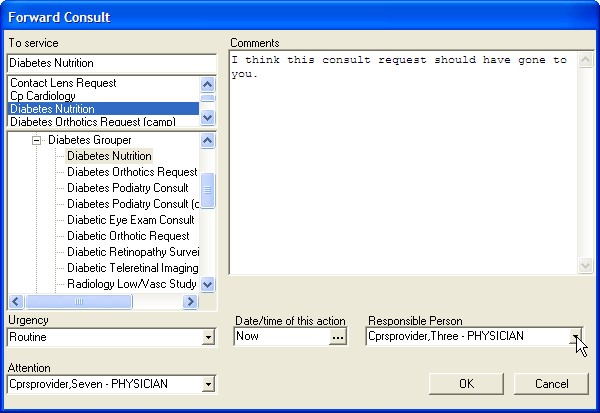 Forward Consult
To service
Diabetes Nutrition
Contact Lens Request
Cp Cardiology
Diabetes Nutrition
Diabetes Orthotics Request (camp)
Diabetes Grouper
Diabetes Nutrition
Diabetes Orthotics Request
Diabetes Podiatry Consult
Diabetes Podiatry Consult (c
Diabetic Eye Exam Consult
Diabetic Orthotic Request
Diabetic Retinopathy Survei
Diabetic Teleretinal Imaging
Radiology Low/Vasc Study
Comments
I think this consult request should have gone to
you.
Urgency
Routine
Date/time of this action
Now
...
Responsible Person
Cprsprovider,Three - PHYSICIAN
Attention
Cprsprovider,Seven - PHYSICIAN
OK
Cancel